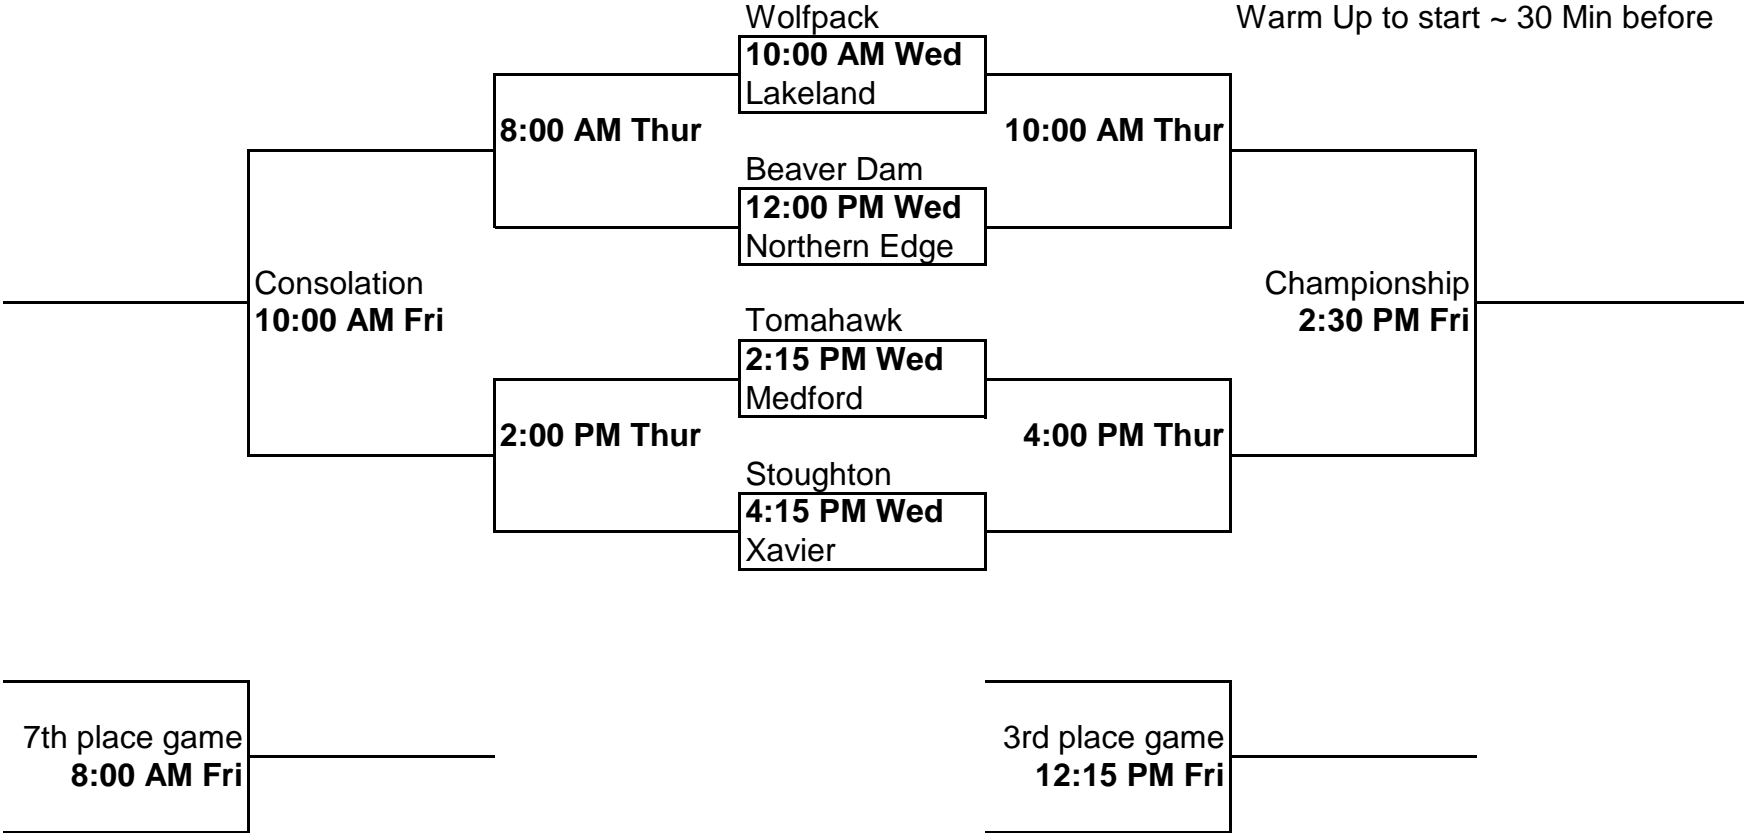 Wolfpack
Warm Up to start ~ 30 Min before
10:00 AM Wed
Lakeland
8:00 AM Thur
10:00 AM Thur
Beaver Dam
12:00 PM Wed
Northern Edge
Consolation
10:00 AM Fri
Championship
2:30 PM Fri
Tomahawk
2:15 PM Wed
Medford
2:00 PM Thur
4:00 PM Thur
Stoughton
4:15 PM Wed
Xavier
7th place game
8:00 AM Fri
3rd place game
12:15 PM Fri